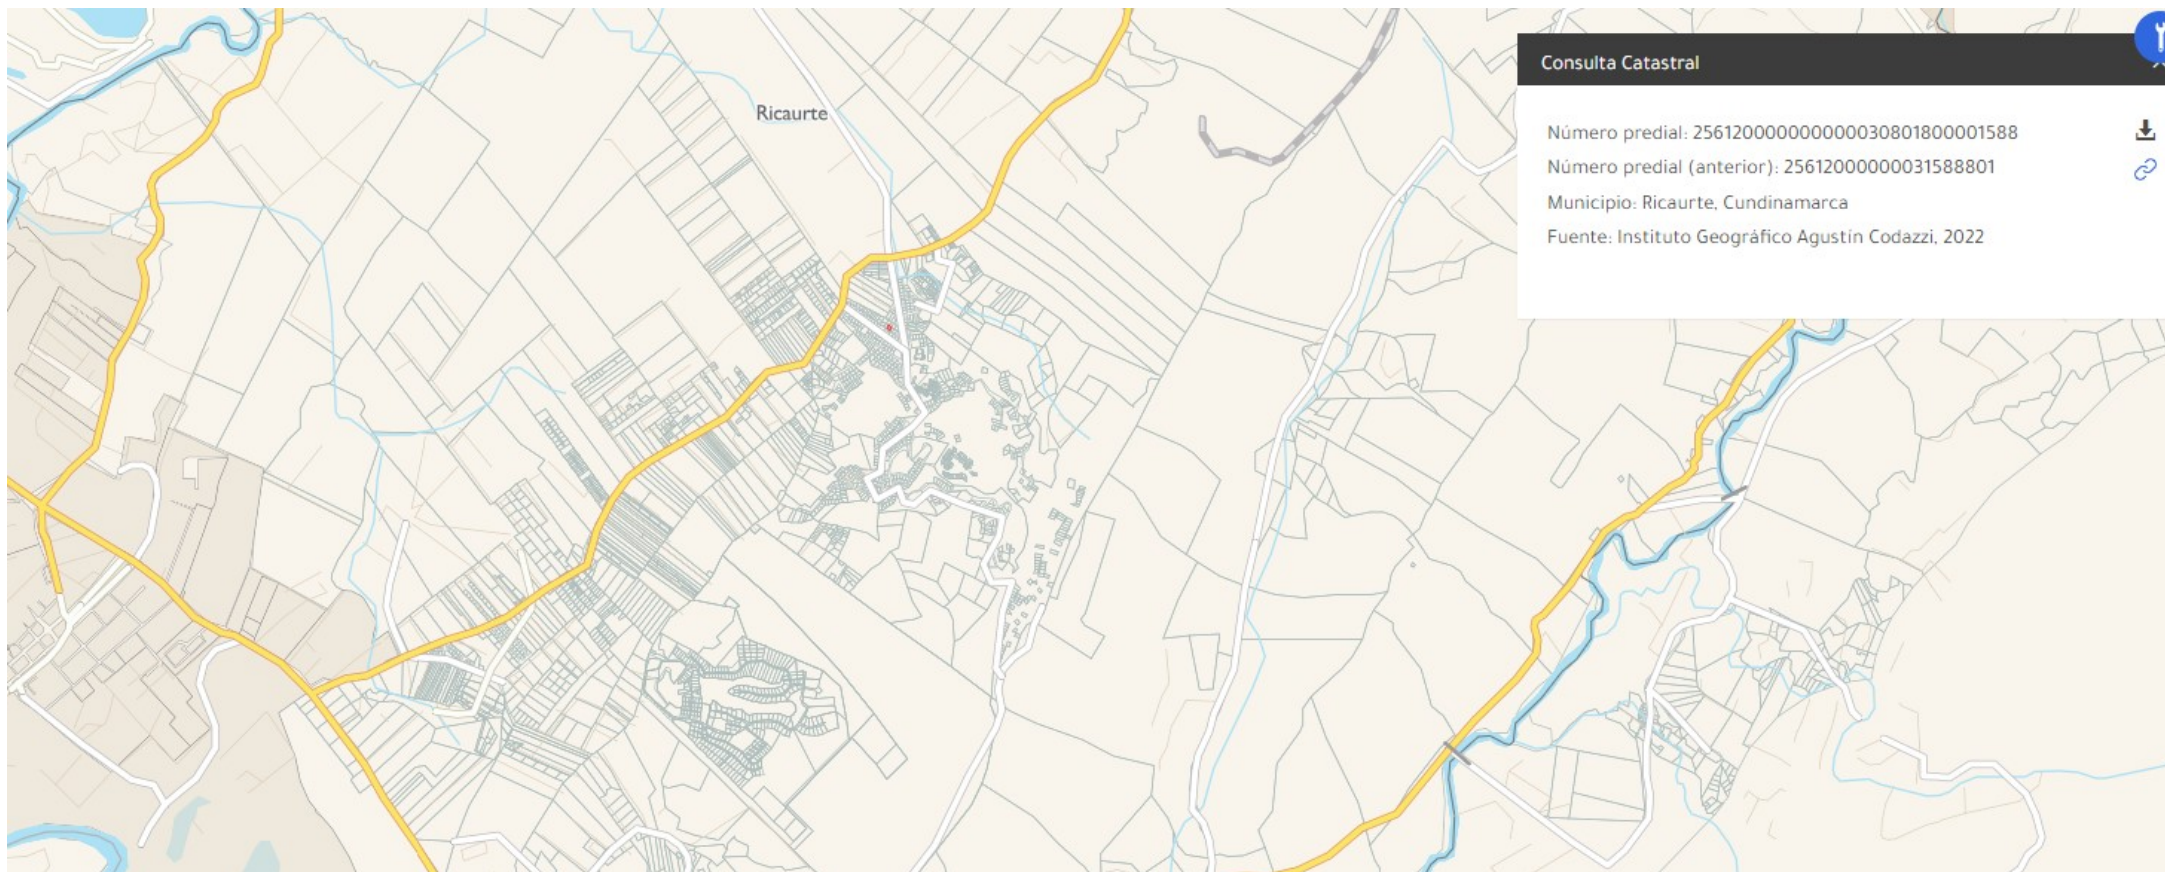 Ricaurte
Consulta Catastral
Número predial: 256120000000000030801800001588
Número predial (anterior): 25612000000031588801
Municipio: Ricaurte, Cundinamarca
Fuente: Instituto Geográfico Agustín Codazzi, 2022